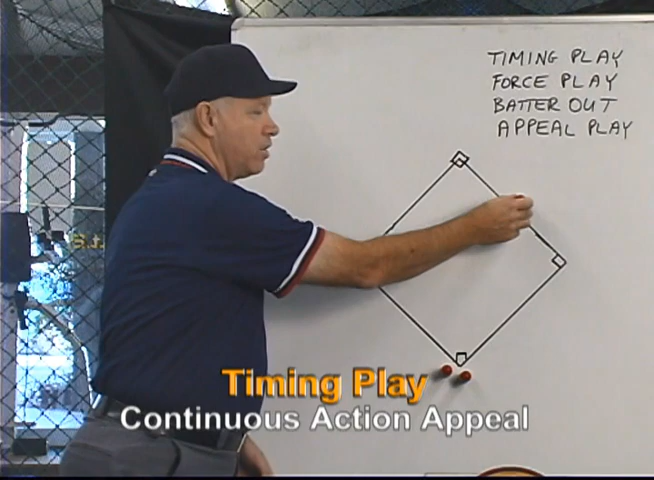 TIMING PLAY
FORCE PLAY
BATTER OUT
APPEAL PLAY
Timing Play
Continuous Action Appeal